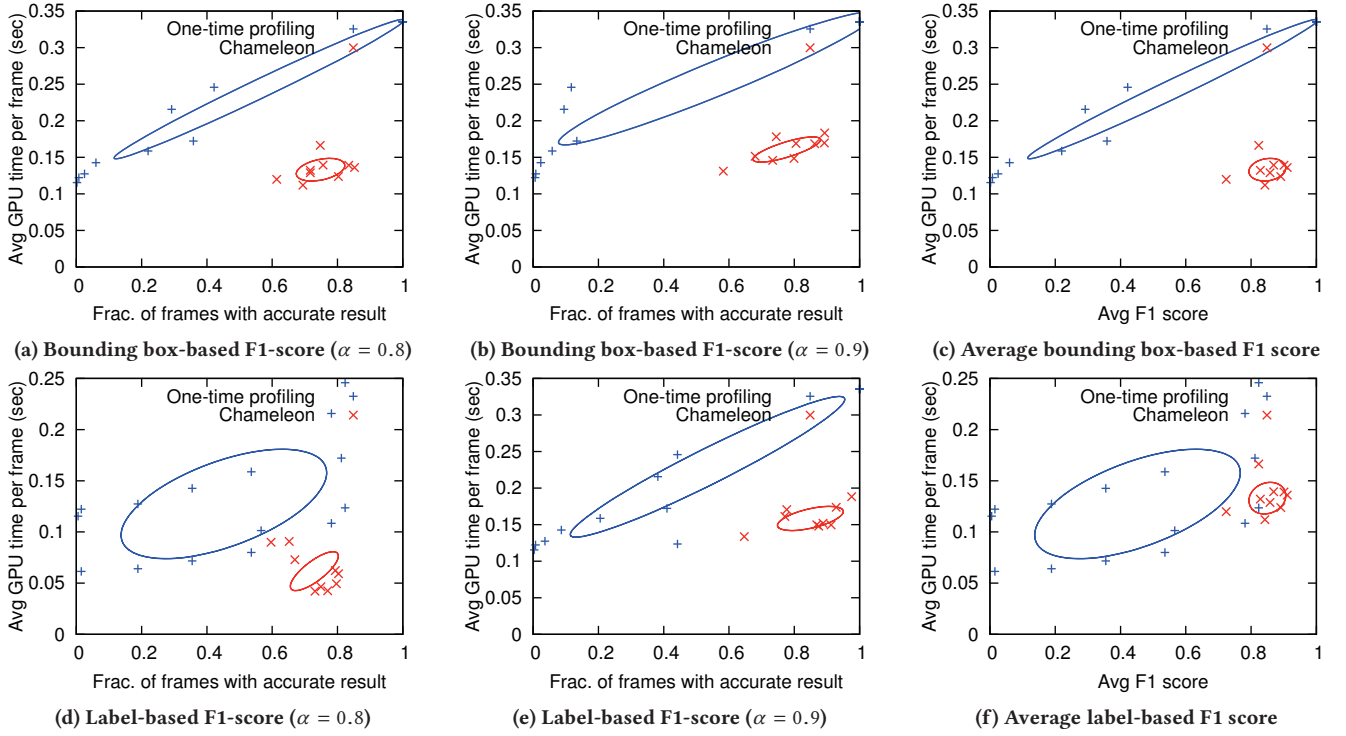 Avg GPU time per frame (sec)
0.35
0.3
0.25
0.2
0.15
0.1
0.05
0
0 0.2 0.4 0.6 0.8 1
One-time profiling
Chameleon
Frac. of frames with accurate result
(a) Bounding box-based F1-score (α = 0.8)
Avg GPU time per frame (sec)
0.35
0.3
0.25
0.2
0.15
0.1
0.05
0
0 0.2 0.4 0.6 0.8 1
One-time profiling
Chameleon
Frac. of frames with accurate result
(b) Bounding box-based F1-score (α = 0.9)
Avg GPU time per frame (sec)
0.35
0.3
0.25
0.2
0.15
0.1
0.05
0
0 0.2 0.4 0.6 0.8 1
One-time profiling
Chameleon
Avg F1 score
(c) Average bounding box-based F1 score
Avg GPU time per frame (sec)
0.25
0.2
0.15
0.1
0.05
0
0 0.2 0.4 0.6 0.8 1
One-time profiling
Chameleon
Frac. of frames with accurate result
(d) Label-based F1-score (α = 0.8)
Avg GPU time per frame (sec)
0.35
0.3
0.25
0.2
0.15
0.1
0.05
0
0 0.2 0.4 0.6 0.8 1
One-time profiling
Chameleon
Frac. of frames with accurate result
(e) Label-based F1-score (α = 0.9)
Avg GPU time per frame (sec)
0.25
0.2
0.15
0.1
0.05
0
0 0.2 0.4 0.6 0.8 1
One-time profiling
Chameleon
Avg F1 score
(f) Average label-based F1 score